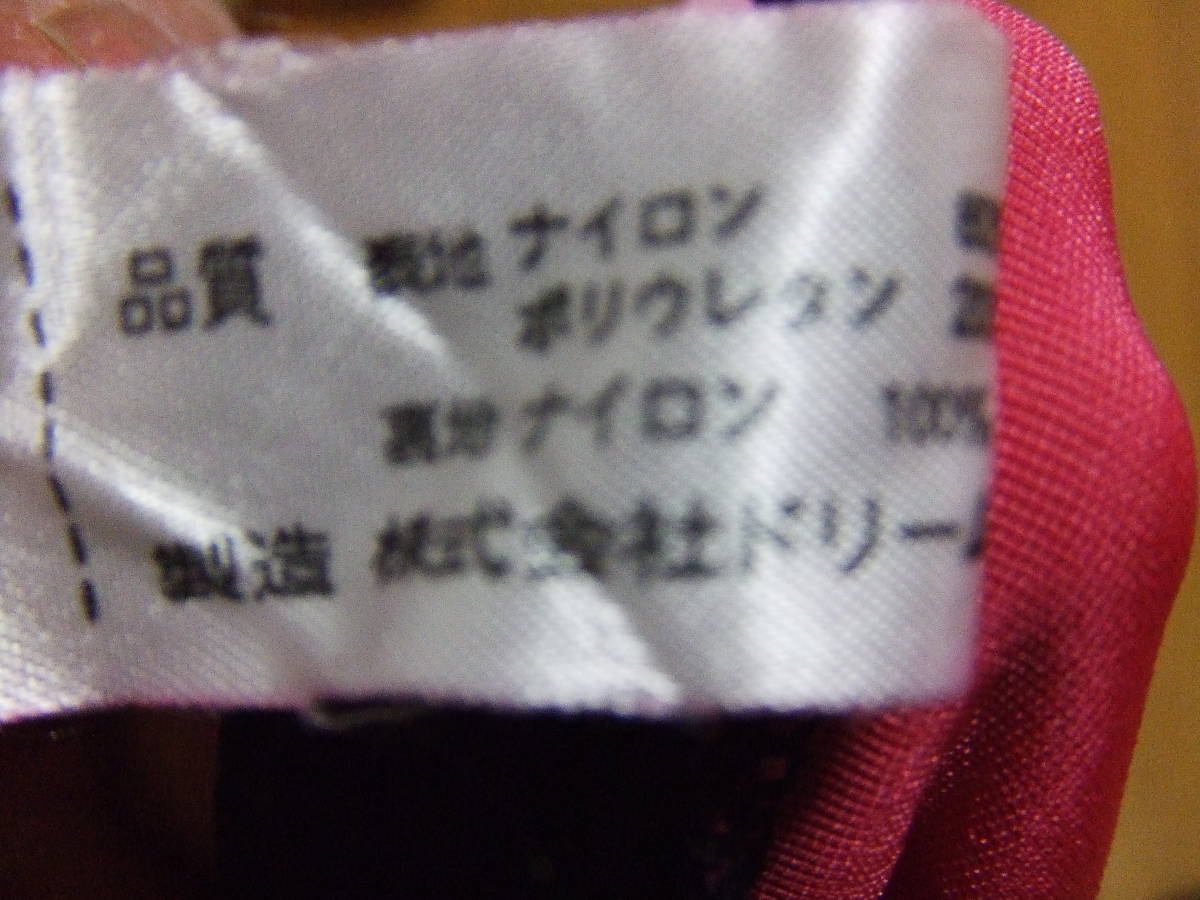 品質 表地 ナイロン
ポリウレタン
裏地 ナイロン 100%
製造 株式会社ドリー